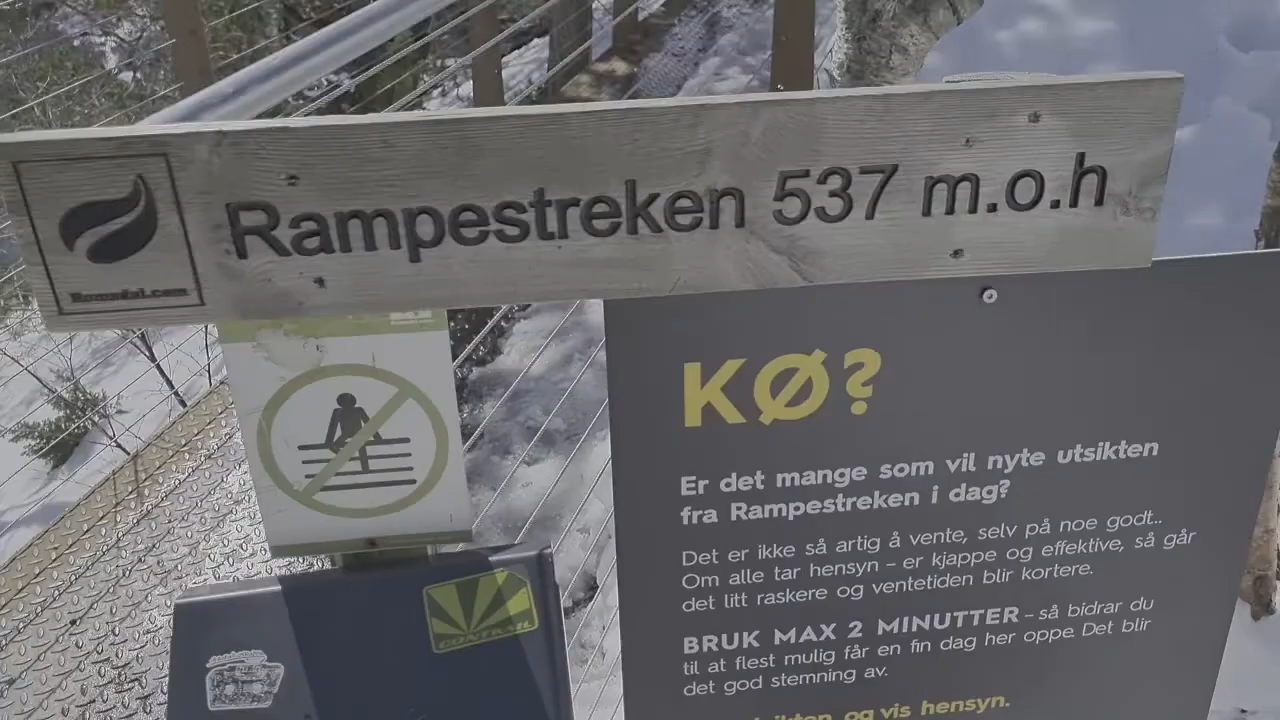 Rampestreken 537 m.o.h
Romsdal.com
KØ?
Er det mange som vil nyte utsikten
fra Rampestreken i dag?
Det er ikke så artig å vente, selv på noe godt..
Om alle tar hensyn – er kjappe og effektive, så går
det litt raskere og ventetiden blir kortere.
BRUK MAX 2 MINUTTER – så bidrar du
til at flest mulig får en fin dag her oppe. Det blir
det god stemning av.
og vis hensyn.
CONTRAIL